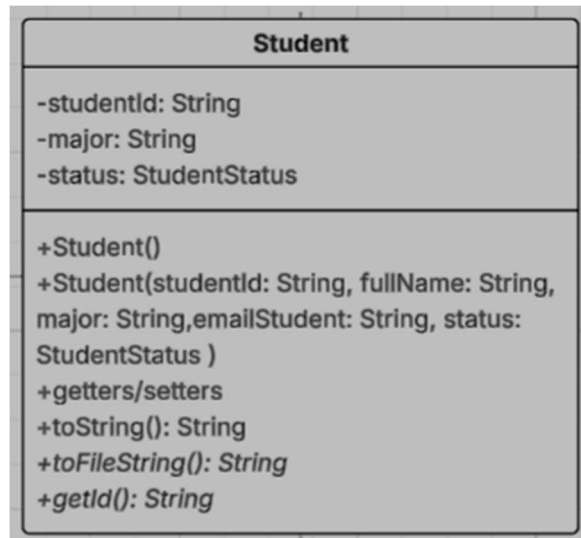 Student
-studentId: String
-major: String
-status: StudentStatus
+Student()
+Student(studentId: String, fullName: String,
major: String,emailStudent: String, status:
StudentStatus )
+getters/setters
+toString(): String
+toFileString(): String
+getId(): String